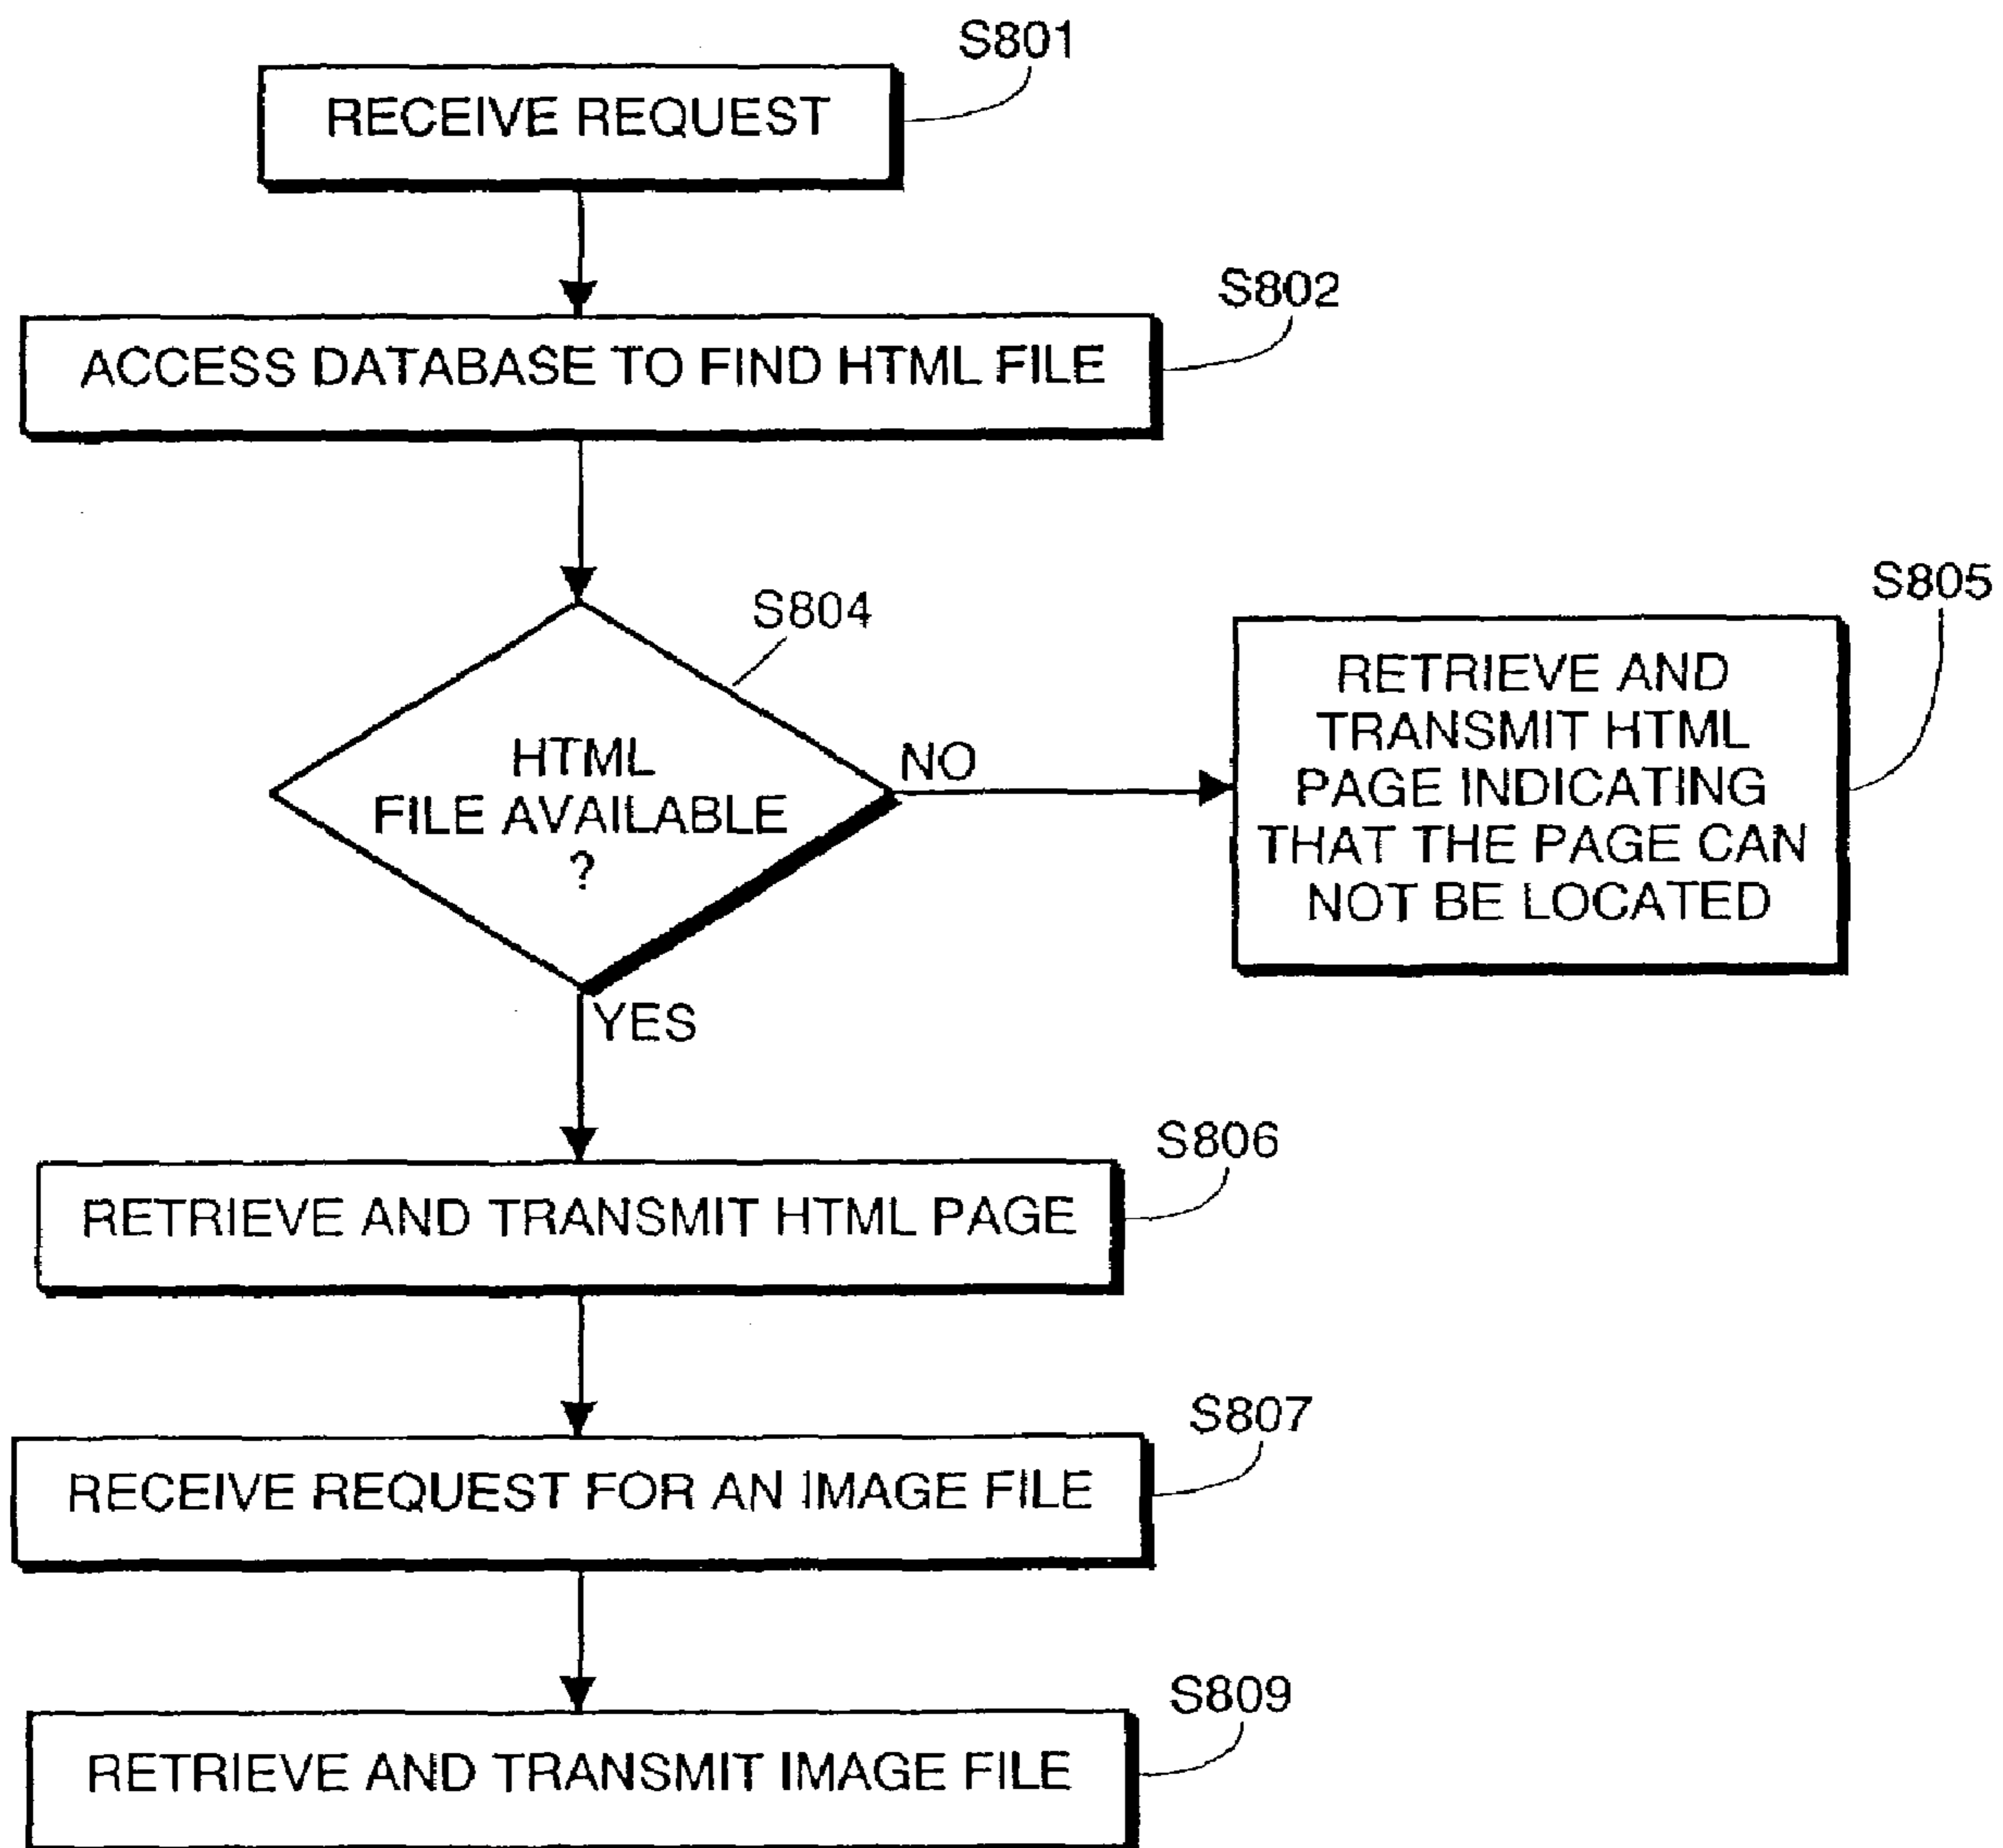 S801
RECEIVE REQUEST
S802
ACCESS DATABASE TO FIND HTML FILE
S804
HTML
FILE AVAILABLE
?
NO
S805
RETRIEVE AND
TRANSMIT HTML
PAGE INDICATING
THAT THE PAGE CAN
NOT BE LOCATED
YES
S806
RETRIEVE AND TRANSMIT HTML PAGE
S807
RECEIVE REQUEST FOR AN IMAGE FILE
S809
RETRIEVE AND TRANSMIT IMAGE FILE